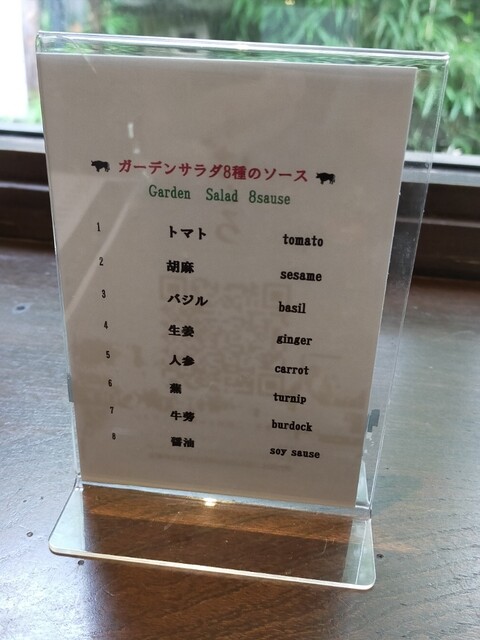 ガーデンサラダ8種のソース
Garden Salad 8sause
1 トマト tomato
2 胡麻 sesame
3 バジル basil
4 生姜 ginger
5 人参 carrot
6 蕪 turnip
7 牛蒡 burdock
8 醤油 soy sause